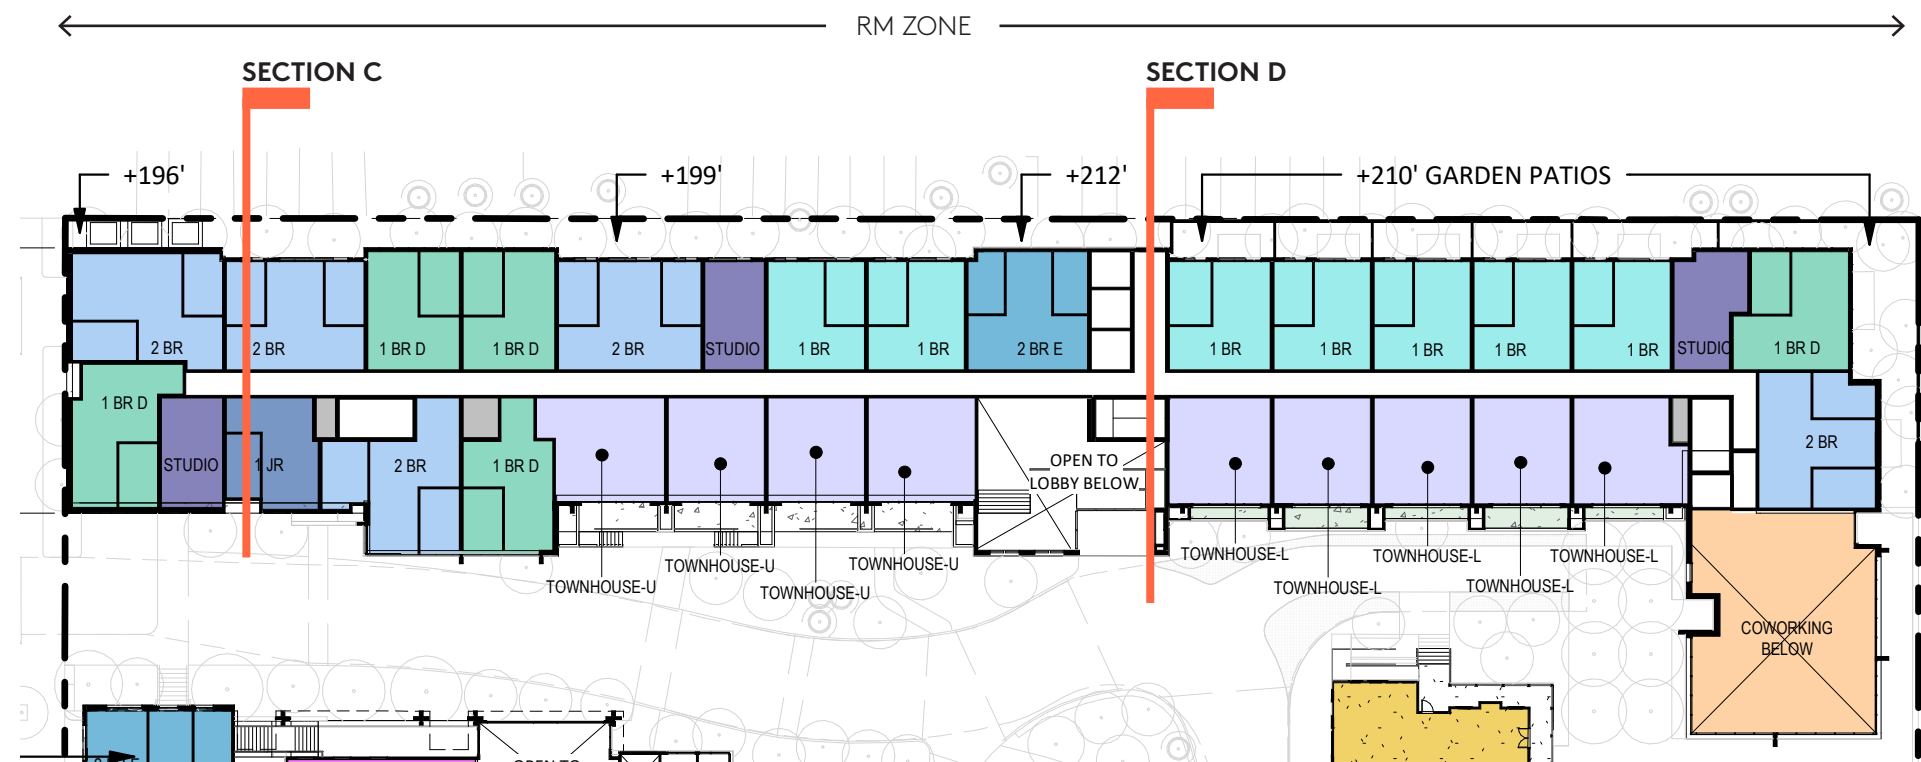 RM ZONE
SECTION C
SECTION D
+196'
+199'
+212'
+210' GARDEN PATIOS
2 BR
2 BR
1 BR D
1 BR D
2 BR
STUDIO
1 BR
1 BR
2 BR E
1 BR
1 BR
1 BR
1 BR
1 BR
STUDIO
1 BR D
1 BR D
STUDIO
1 JR
2 BR
1 BR D
OPEN TO
LOBBY BELOW
2 BR
TOWNHOUSE-U
TOWNHOUSE-U
TOWNHOUSE-U
TOWNHOUSE-U
TOWNHOUSE-L
TOWNHOUSE-L
TOWNHOUSE-L
TOWNHOUSE-L
TOWNHOUSE-L
COWORKING
BELOW
OPEN TO